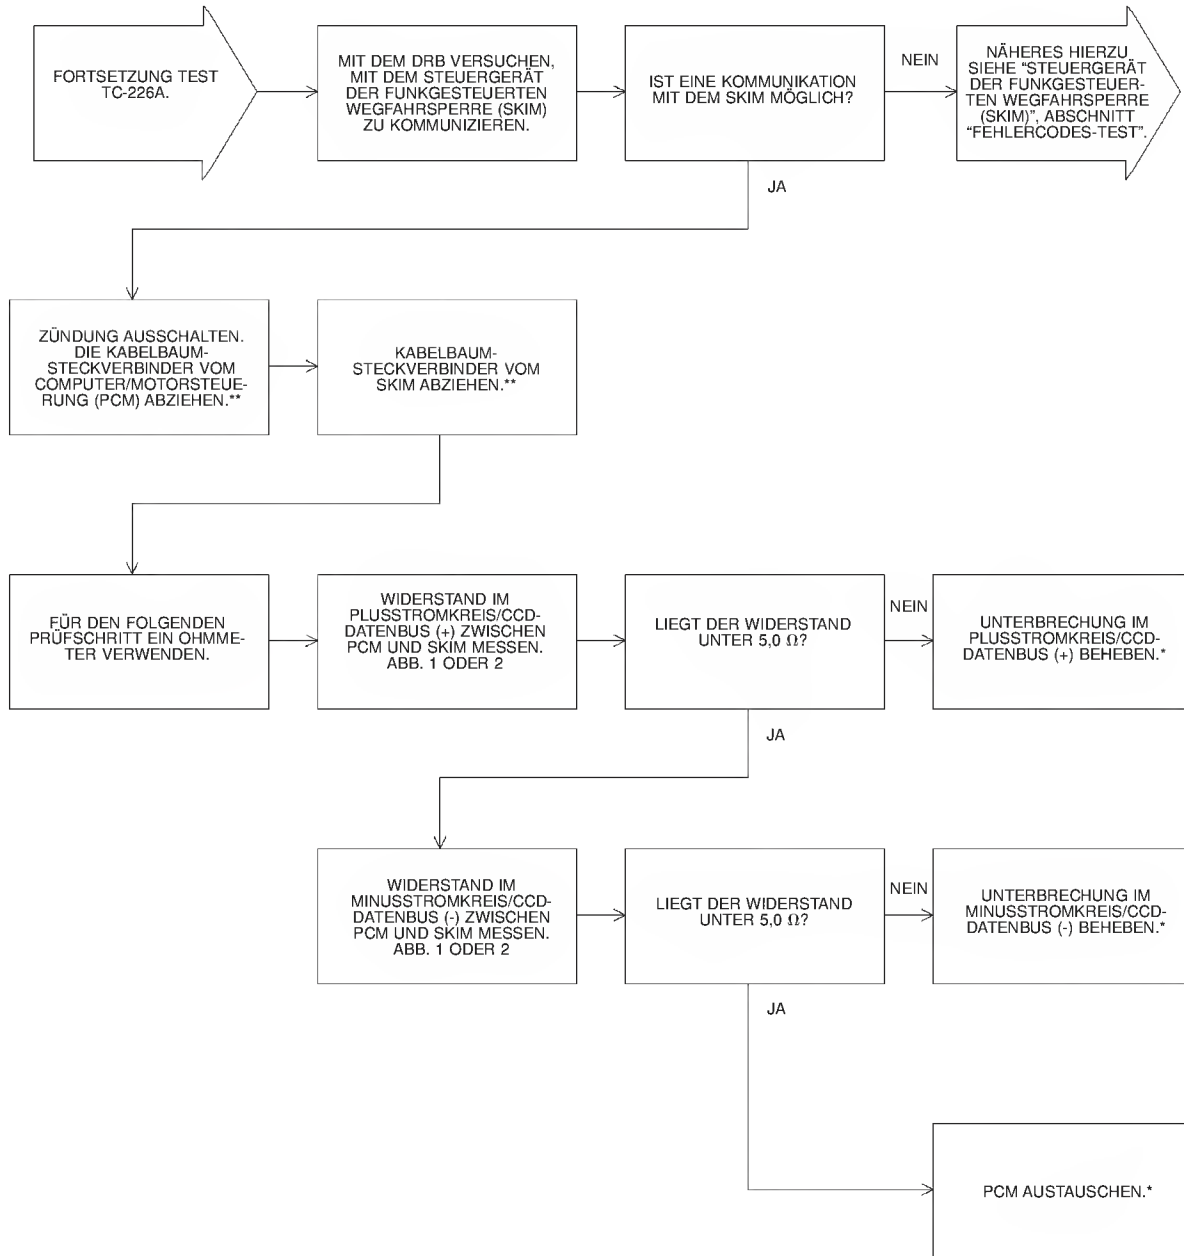 FORTSETZUNG TEST
TC-226A.
MIT DEM DRB VERSUCHEN,
MIT DEM STEUERGERÄT
DER FUNKGESTEUERTEN
WEGFAHRSPERRE (SKIM)
ZU KOMMUNIZIEREN.
IST EINE KOMMUNIKATION
MIT DEM SKIM MÖGLICH?
NEIN
NÄHERES HIERZU
SIEHE “STEUERGERÄT
DER FUNKGESTEUER-
TEN WEGFAHRSPERRE
(SKIM)”, ABSCHNITT
“FEHLERCODES-TEST”.
JA
ZÜNDUNG AUSSCHALTEN.
DIE KABELBAUM-
STECKVERBINDER VOM
COMPUTER/MOTORSTEUE-
RUNG (PCM) ABZIEHEN.**
KABELBAUM-
STECKVERBINDER VOM
SKIM ABZIEHEN.**
FÜR DEN FOLGENDEN
PRÜFSCHRITT EIN OHMME-
TER VERWENDEN.
WIDERSTAND IM
PLUSSTROMKREIS/CCD-
DATENBUS (+) ZWISCHEN
PCM UND SKIM MESSEN.
ABB. 1 ODER 2
LIEGT DER WIDERSTAND
UNTER 5,0 Ω?
NEIN
UNTERBRECHUNG IM
PLUSSTROMKREIS/CCD-
DATENBUS (+) BEHEBEN.*
JA
WIDERSTAND IM
MINUSSTROMKREIS/CCD-
DATENBUS (-) ZWISCHEN
PCM UND SKIM MESSEN.
ABB. 1 ODER 2
LIEGT DER WIDERSTAND
UNTER 5,0 Ω?
NEIN
UNTERBRECHUNG IM
MINUSSTROMKREIS/CCD-
DATENBUS (-) BEHEBEN.*
JA
PCM AUSTAUSCHEN.*